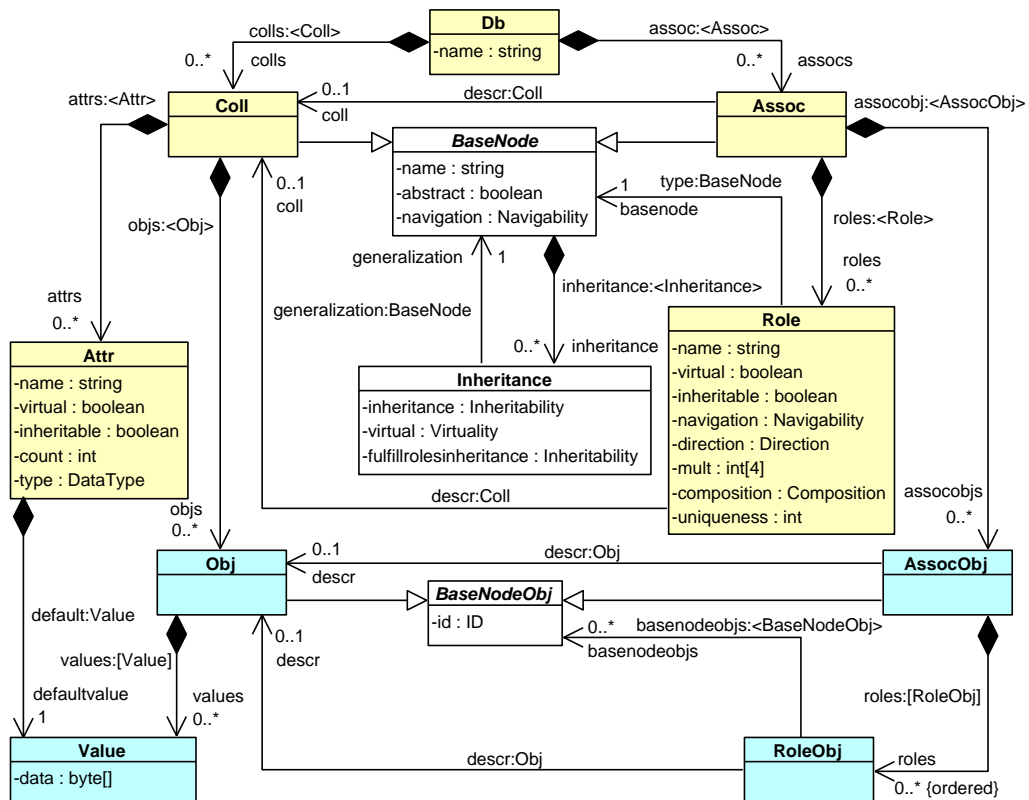 Db
-name : string
colls:<Coll>
0..*
colls
assoc:<Assoc>
0..*
assocs
attrs:<Attr>
Coll
0..1
coll
descr:Coll
Assoc
assocobj:<AssocObj>
BaseNode
-name : string
-abstract : boolean
-navigation : Navigability
0..1
coll
type:BaseNode
1
basenode
objs:<Obj>
roles:<Role>
roles
0..*
generalization
1
generalization:BaseNode
inheritance:<Inheritance>
0..*
inheritance
attrs
0..*
Attr
-name : string
-virtual : boolean
-inheritable : boolean
-count : int
-type : DataType
Inheritance
-inheritance : Inheritability
-virtual : Virtuality
-fulfillrolesinheritance : Inheritability
Role
-name : string
-virtual : boolean
-inheritable : boolean
-navigation : Navigability
-direction : Direction
-mult : int[4]
-composition : Composition
-uniqueness : int
descr:Coll
objs
0..*
assocobjs
0..*
Obj
0..1
descr
descr:Obj
AssocObj
BaseNodeObj
-id : ID
default:Value
0..1
descr
0..*
basenodeobjs:<BaseNodeObj>
basenodeobjs
values:[Value]
values
0..*
defaultvalue
1
roles:[RoleObj]
Value
-data : byte[]
descr:Obj
RoleObj
roles
0..* {ordered}